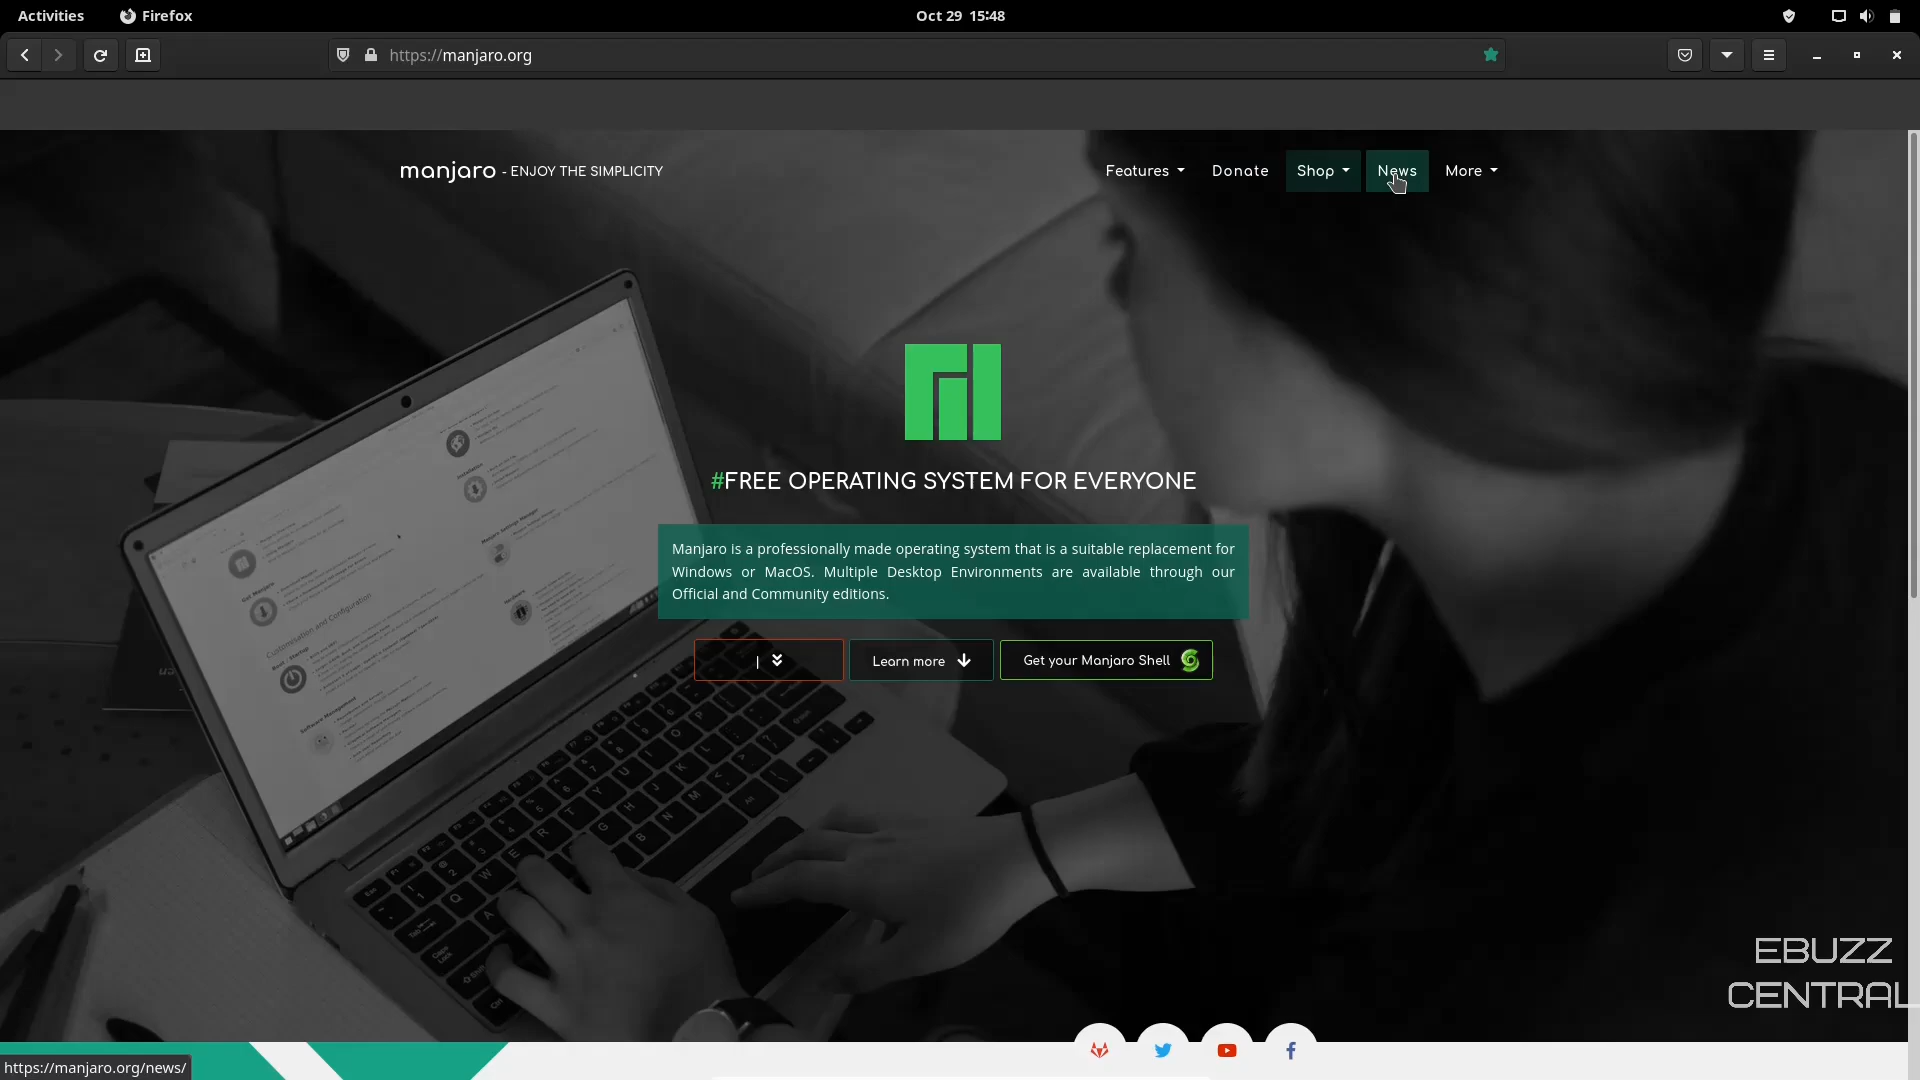 Activities Firefox Oct 29 15:48
https://manjaro.org
manjaro - ENJOY THE SIMPLICITY Features Donate Shop News More
#FREE OPERATING SYSTEM FOR EVERYONE
Manjaro is a professionally made operating system that is a suitable replacement for
Windows or MacOS. Multiple Desktop Environments are available through our
Official and Community editions.
| Learn more Get your Manjaro Shell
EBUZZ
CENTRAL
https://manjaro.org/news/